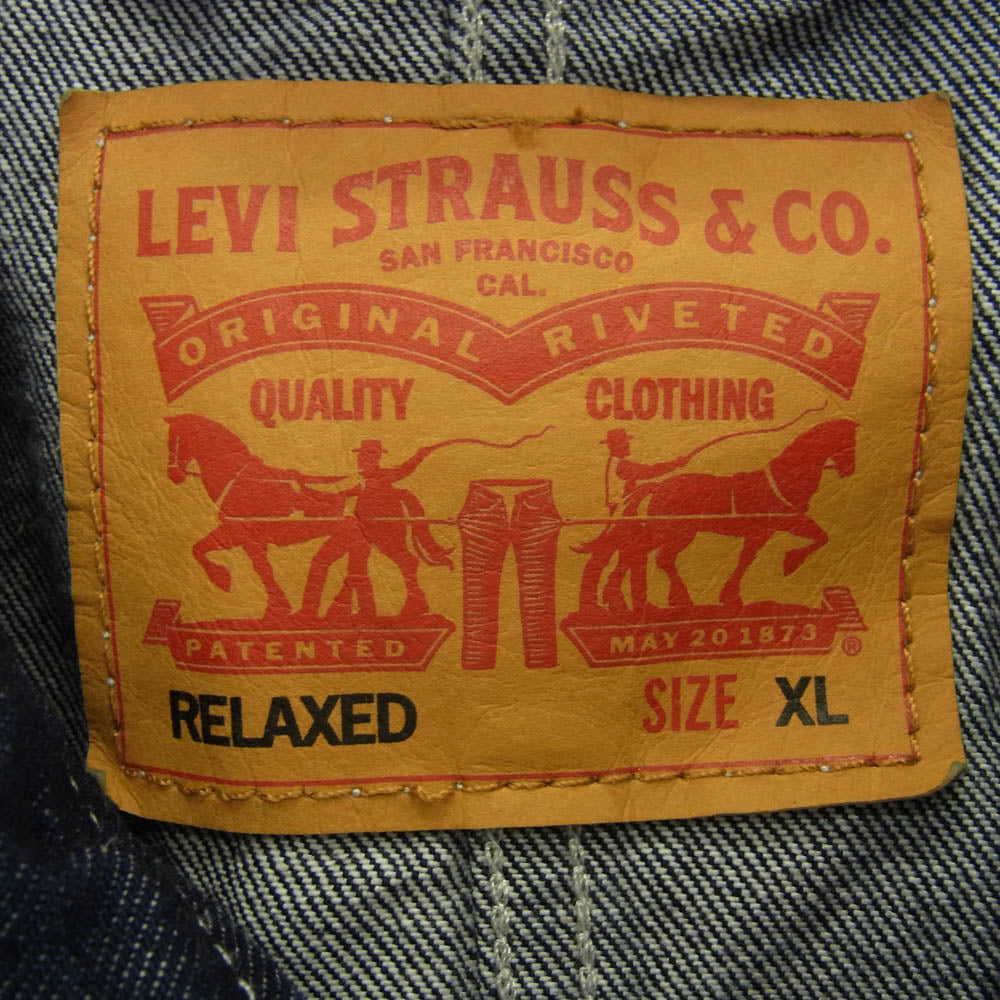 LEVI STRAUSS & CO.
SAN FRANCISCO
CAL.
ORIGINAL RIVETED
QUALITY CLOTHING
PATENTED MAY 20 1873 ®
RELAXED SIZE XL